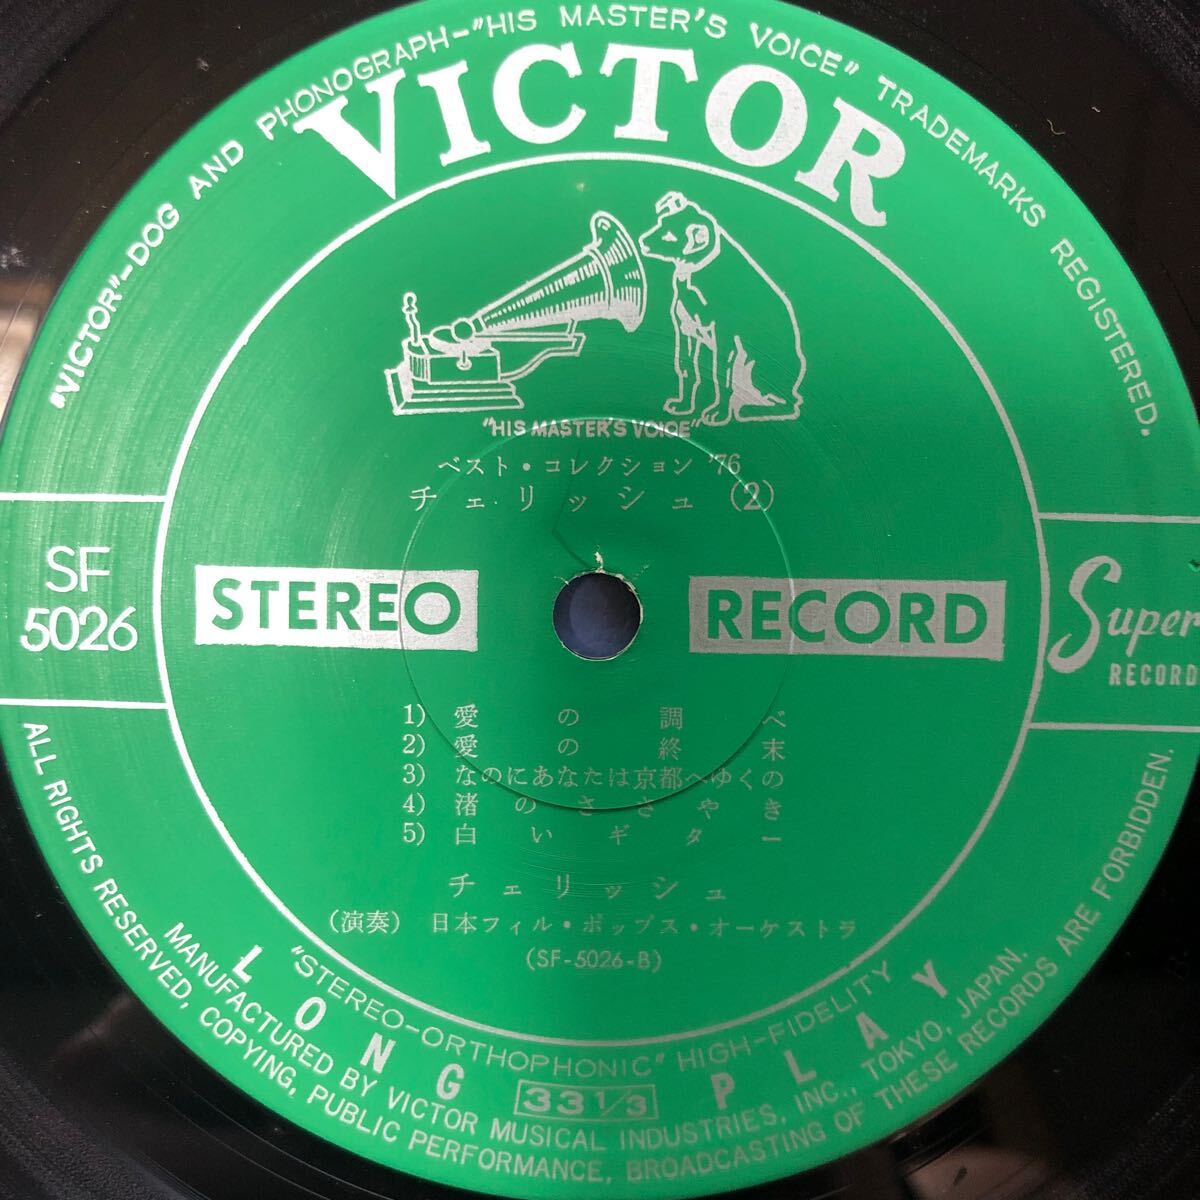 "VICTOR"-DOG AND PHONOGRAPH-"HIS MASTER'S VOICE" TRADEMARKS REGISTERED.
VICTOR
"HIS MASTER'S VOICE"
ベスト・コレクション '76
チェリッシュ (2)
SF
5026
STEREO RECORD
Super
RECORD
1) 愛の調べ
2) 愛の終末
3) なのにあなたは京都へゆくの
4) 渚のささやき
5) 白いギター
チェリッシュ
(演奏) 日本フィル・ポップス・オーケストラ
(SF-5026-B)
"STEREO-ORTHOPHONIC" HIGH-FIDELITY
LONG 33 1/3 PLAY
MANUFACTURED BY VICTOR MUSICAL INDUSTRIES, INC., TOKYO, JAPAN.
ALL RIGHTS RESERVED, COPYING, PUBLIC PERFORMANCE, BROADCASTING OF THESE RECORDS ARE FORBIDDEN.